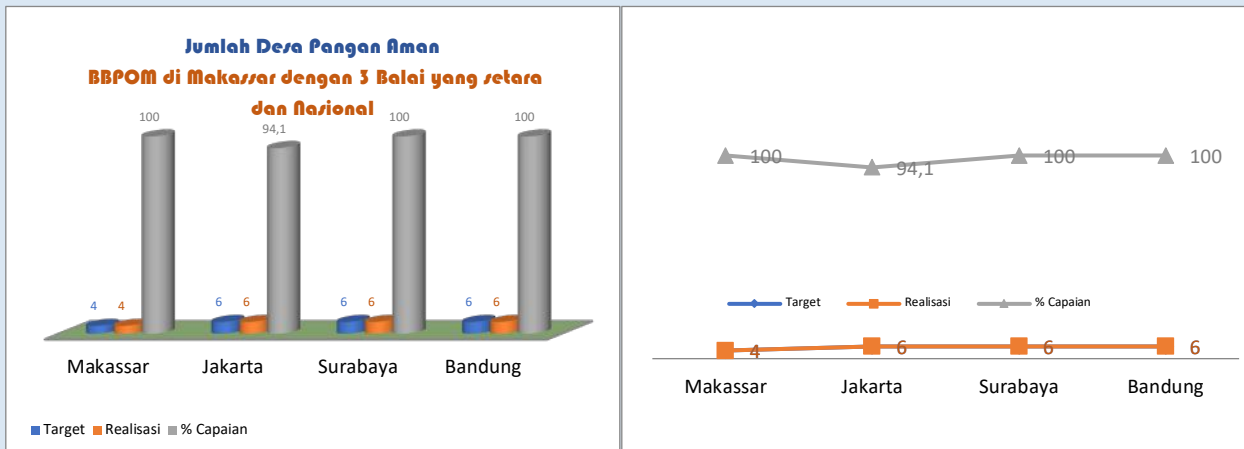 Jumlah Desa Pangan Aman
BBPOM di Makassar dengan 3 Balai yang setara
dan Nasional
100
94,1
100
100
4 4
6 6
6 6
6 6
Makassar Jakarta Surabaya Bandung
Target Realisasi % Capaian
100
94,1
100
100
Target Realisasi % Capaian
4 6 6 6
Makassar Jakarta Surabaya Bandung